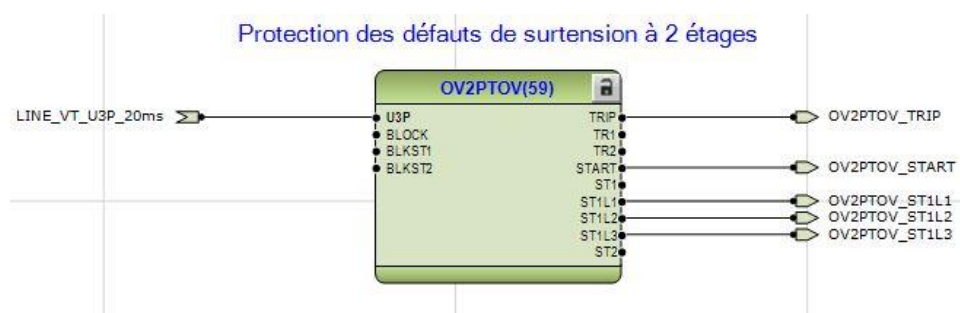 Protection des défauts de surtension à 2 étages
OV2PTOV(59)
LINE_VT_U3P_20ms
U3P
BLOCK
BLKST1
BLKST2
TRIP
TR1
TR2
START
ST1
ST1L1
ST1L2
ST1L3
ST2
OV2PTOV_TRIP
OV2PTOV_START
OV2PTOV_ST1L1
OV2PTOV_ST1L2
OV2PTOV_ST1L3